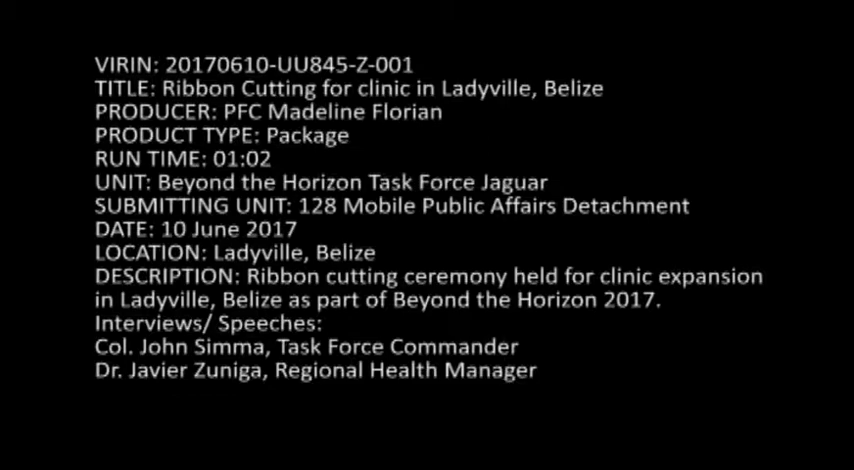 VIRIN: 20170610-UU845-Z-001
TITLE: Ribbon Cutting for clinic in Ladyville, Belize
PRODUCER: PFC Madeline Florian
PRODUCT TYPE: Package
RUN TIME: 01:02
UNIT: Beyond the Horizon Task Force Jaguar
SUBMITTING UNIT: 128 Mobile Public Affairs Detachment
DATE: 10 June 2017
LOCATION: Ladyville, Belize
DESCRIPTION: Ribbon cutting ceremony held for clinic expansion
in Ladyville, Belize as part of Beyond the Horizon 2017.
Interviews/ Speeches:
Col. John Simma, Task Force Commander
Dr. Javier Zuniga, Regional Health Manager